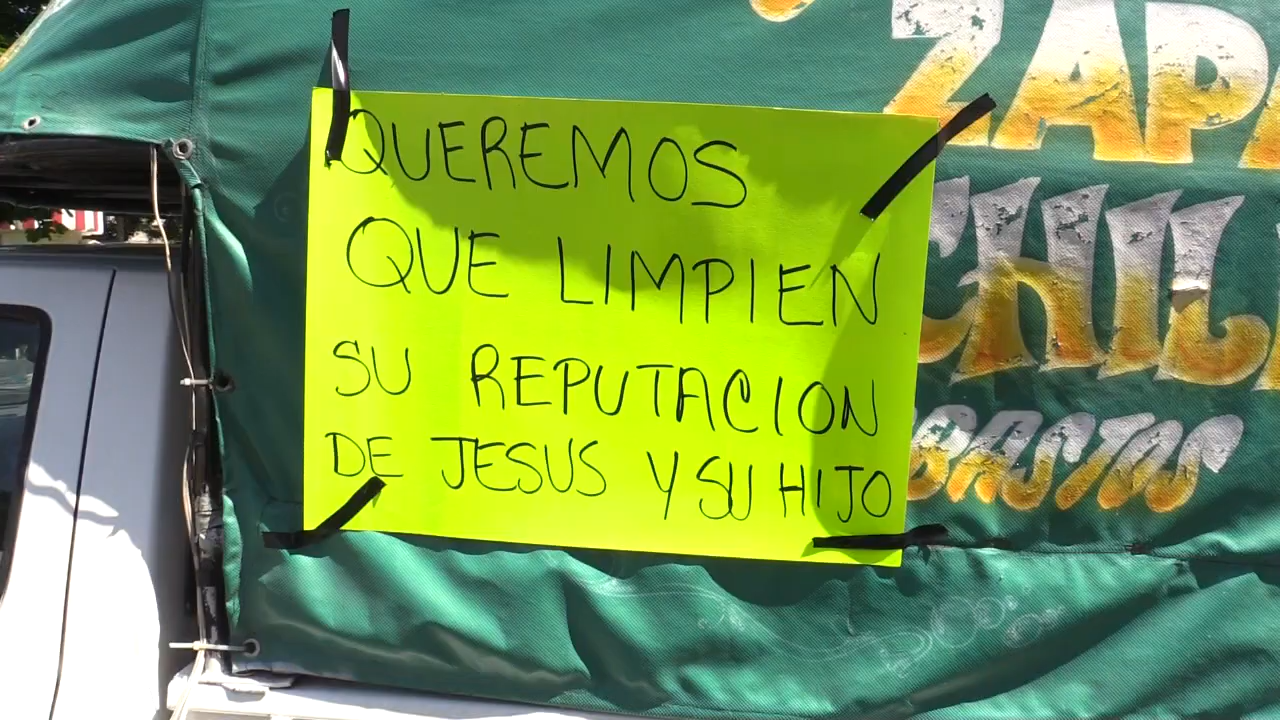 QUEREMOS
QUE LIMPIEN
SU REPUTACION
DE JESUS Y SU HIJO